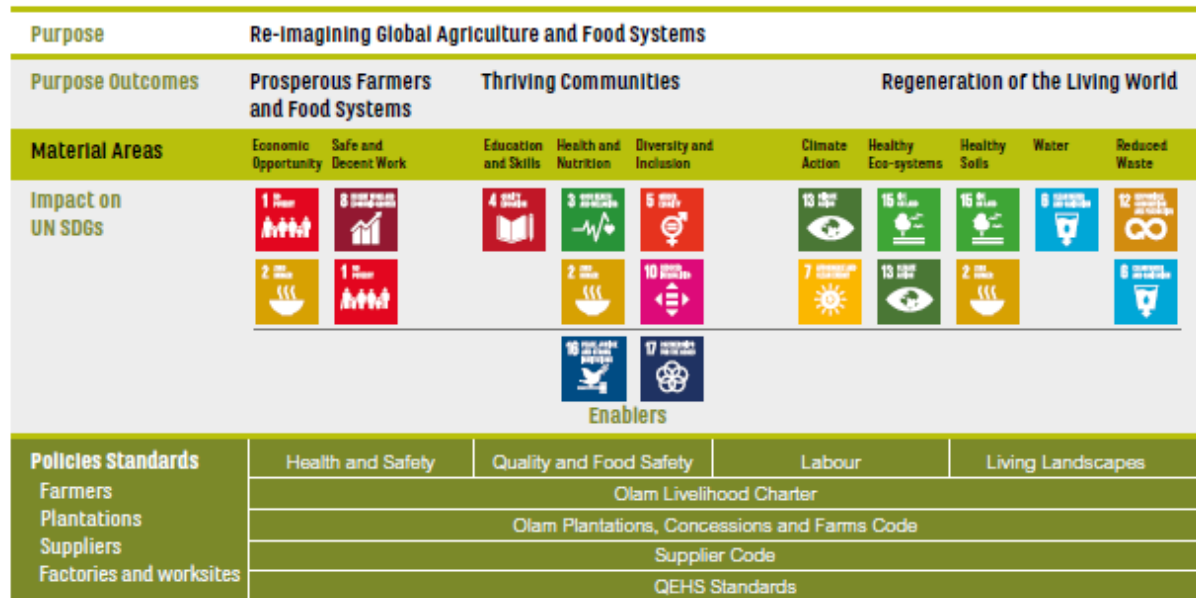 Purpose
Re-Imagining Global Agriculture and Food Systems
Purpose Outcomes
Prosperous Farmers
and Food Systems
Thriving Communities
Regeneration of the Living World
Material Areas
Economic
Opportunity
Safe and
Decent Work
Education
and Skills
Health and
Nutrition
Diversity and
Inclusion
Climate
Action
Healthy
Eco-systems
Healthy
Soils
Water
Reduced
Waste
Impact on
UN SDGs
1
8
4
3
5
13
15
15
6
12
2
1
2
10
7
13
2
6
16
17
Enablers
Policies Standards
Health and Safety
Quality and Food Safety
Labour
Living Landscapes
Farmers
Olam Livelihood Charter
Plantations
Olam Plantations, Concessions and Farms Code
Suppliers
Supplier Code
Factories and worksites
QEHS Standards